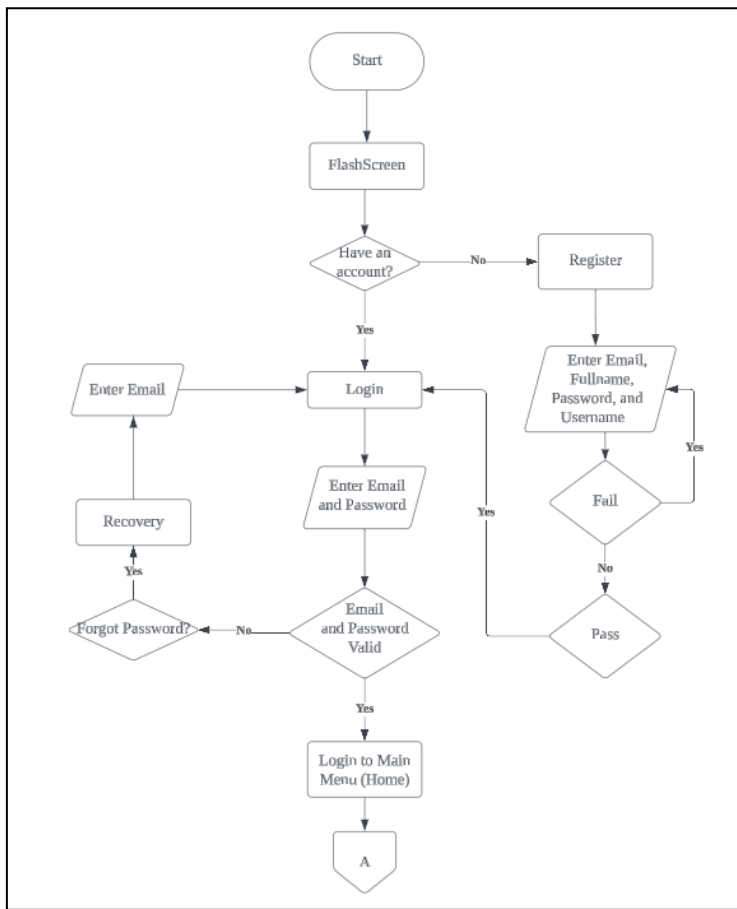 Start
FlashScreen
Have an
account?
No
Register
Yes
Enter Email,
Fullname,
Password, and
Username
Enter Email
Login
Yes
Enter Email
and Password
Fail
Yes
Recovery
No
Yes
Email
and Password
Valid
Forgot Password?
No
Pass
Yes
Login to Main
Menu (Home)
A